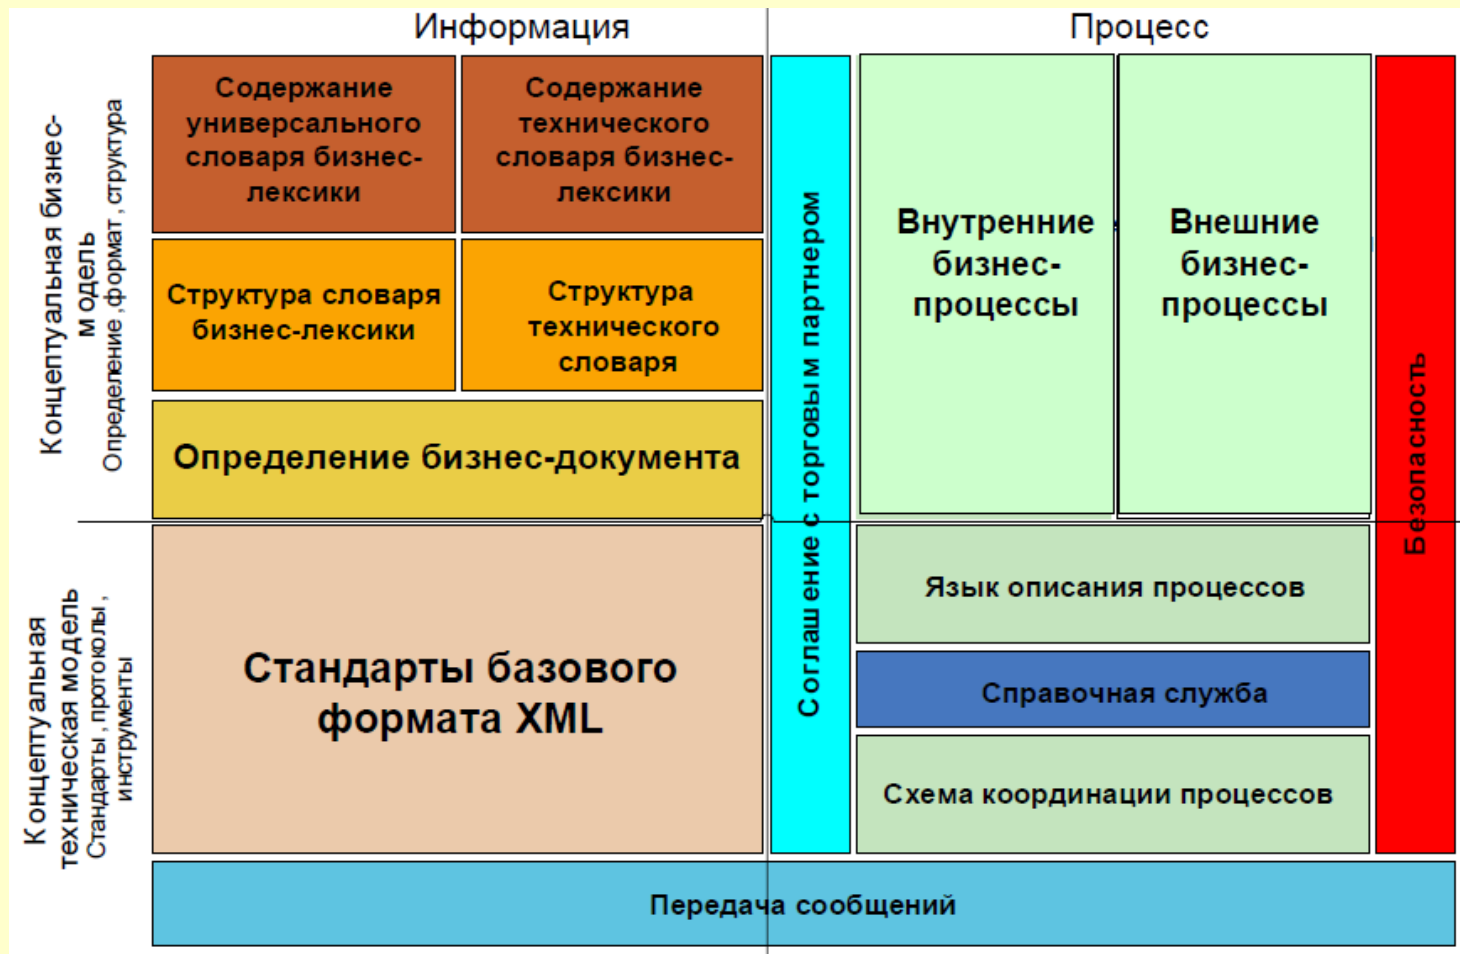 Информация
Процесс
Концептуальная бизнес-
модель
Определение ,формат , структура
Содержание
универсального
словаря бизнес-
лексики
Содержание
технического
словаря бизнес-
лексики
Структура словаря
бизнес-лексики
Структура
технического
словаря
Определение бизнес-документа
Соглашение с торговым партнером
Внутренние
бизнес-
процессы
Внешние
бизнес-
процессы
Безопасность
Концептуальная
техническая модель
Стандарты , протоколы ,
инструменты
Стандарты базового
формата XML
Язык описания процессов
Справочная служба
Схема координации процессов
Передача сообщений